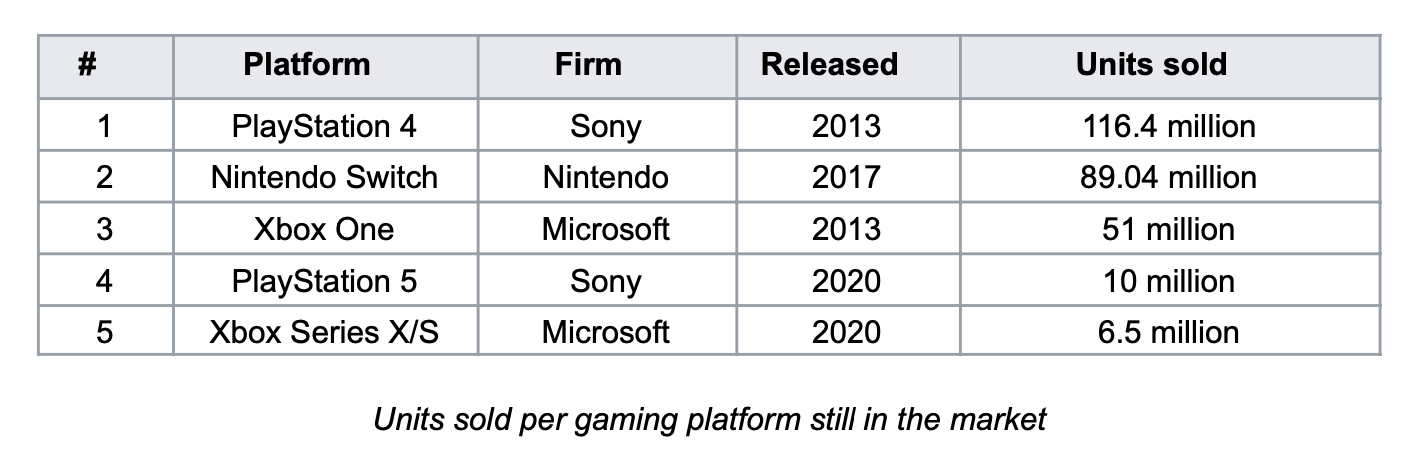 # Platform Firm Released Units sold
1 PlayStation 4 Sony 2013 116.4 million
2 Nintendo Switch Nintendo 2017 89.04 million
3 Xbox One Microsoft 2013 51 million
4 PlayStation 5 Sony 2020 10 million
5 Xbox Series X/S Microsoft 2020 6.5 million
Units sold per gaming platform still in the market